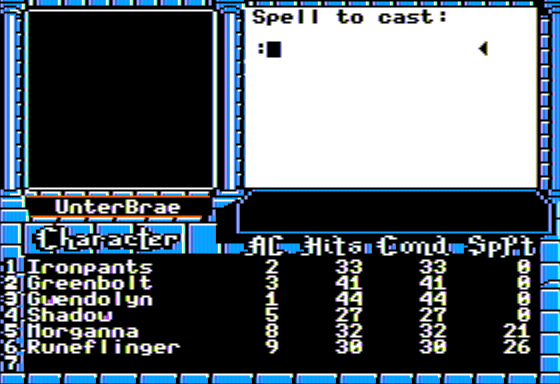 Spell to cast:
:
UnterBrae
Character AC Hits Cond SpPt
1 Ironpants 2 33 33 0
2 Greenbolt 3 41 41 0
3 Gwendolyn 1 44 44 0
4 Shadow 5 27 27 0
5 Morganna 8 32 32 21
6 Runeflinger 9 30 30 26
7